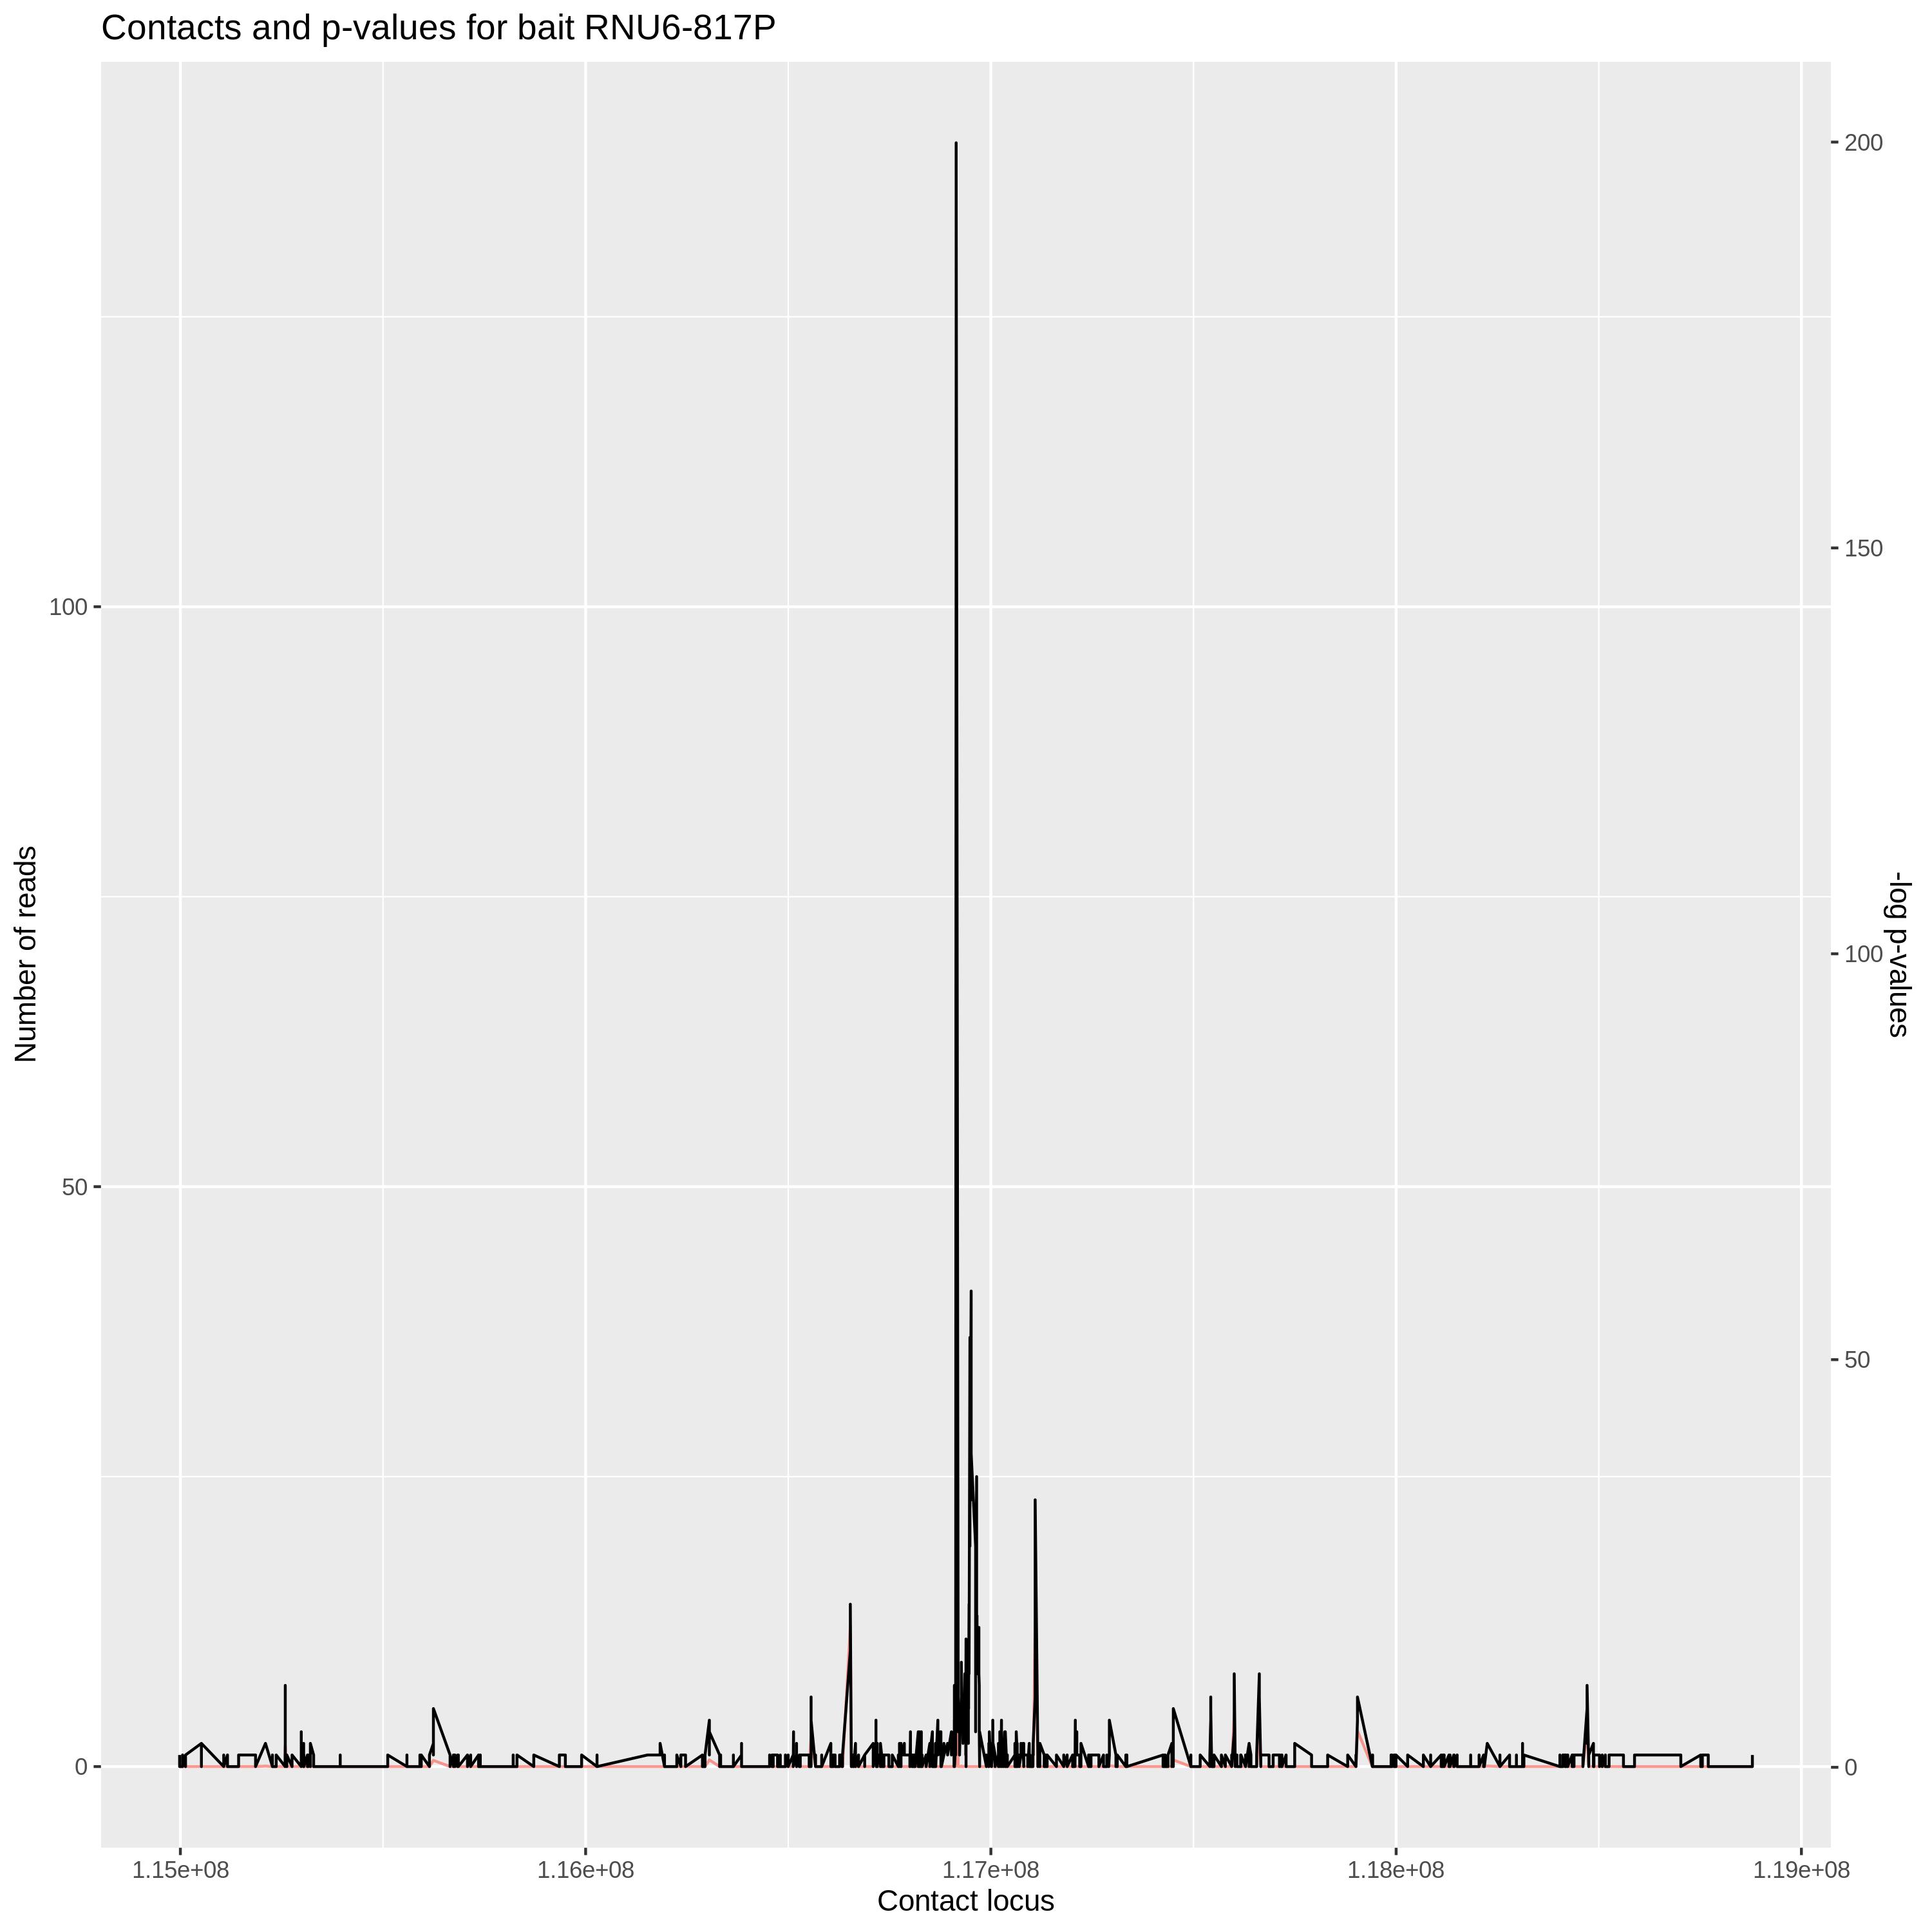 Contacts and p-values for bait RNU6-817P
Number of reads
100
50
0
200
150
100
50
0
-log p-values
1.15e+08
1.16e+08
1.17e+08
1.18e+08
1.19e+08
Contact locus